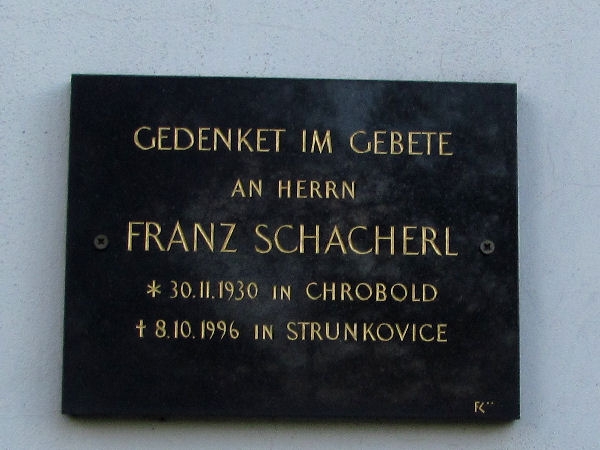 GEDENKET IM GEBETE
AN HERRN
FRANZ SCHACHERL
* 30.11.1930 IN CHROBOLD
† 8.10.1996 IN STRUNKOVICE